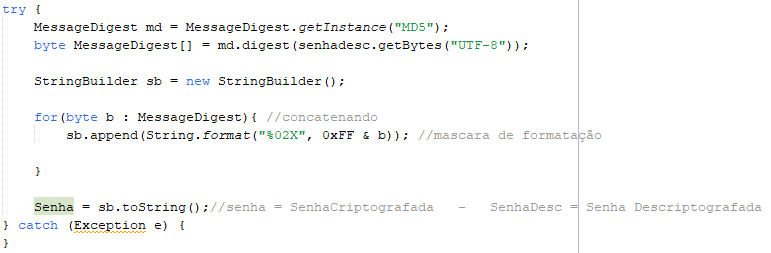 try {
MessageDigest md = MessageDigest.getInstance("MD5");
byte MessageDigest[] = md.digest(senhadesc.getBytes("UTF-8"));
StringBuilder sb = new StringBuilder();
for(byte b : MessageDigest){ //concatenando
sb.append(String.format("%02X", 0xFF & b)); //mascara de formatação
}
Senha = sb.toString();//senha = SenhaCriptografada - SenhaDesc = Senha Descriptografada
} catch (Exception e) {
}